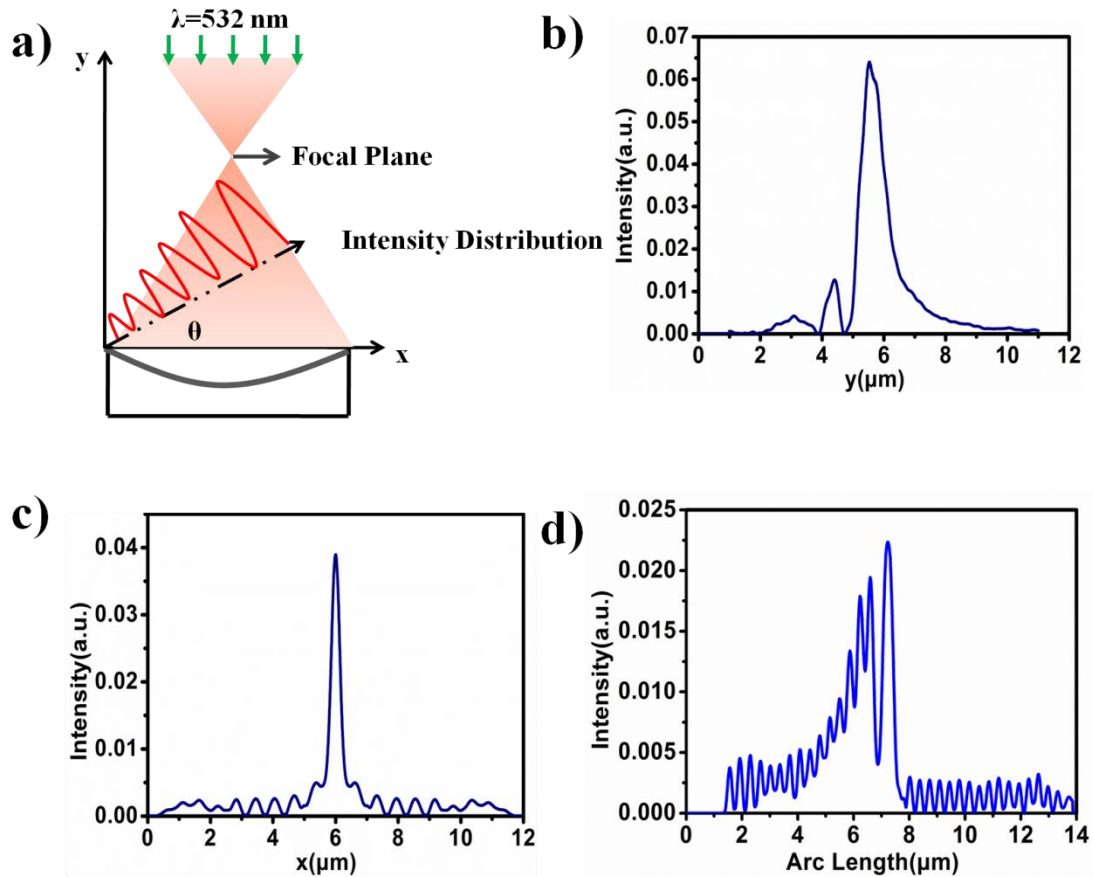 a)
λ=532 nm
y
Focal Plane
Intensity Distribution
θ
x
b)
0.07
0.06
0.05
0.04
0.03
0.02
0.01
0.00
Intensity(a.u.)
0 2 4 6 8 10 12
y(μm)
c)
0.04
0.03
0.01
0.00
Intensity(a.u.)
0 2 4 6 8 10 12
x(μm)
d)
0.025
0.020
0.015
0.010
0.005
0.000
Intensity(a.u.)
0 2 4 6 8 10 12 14
Arc Length(μm)